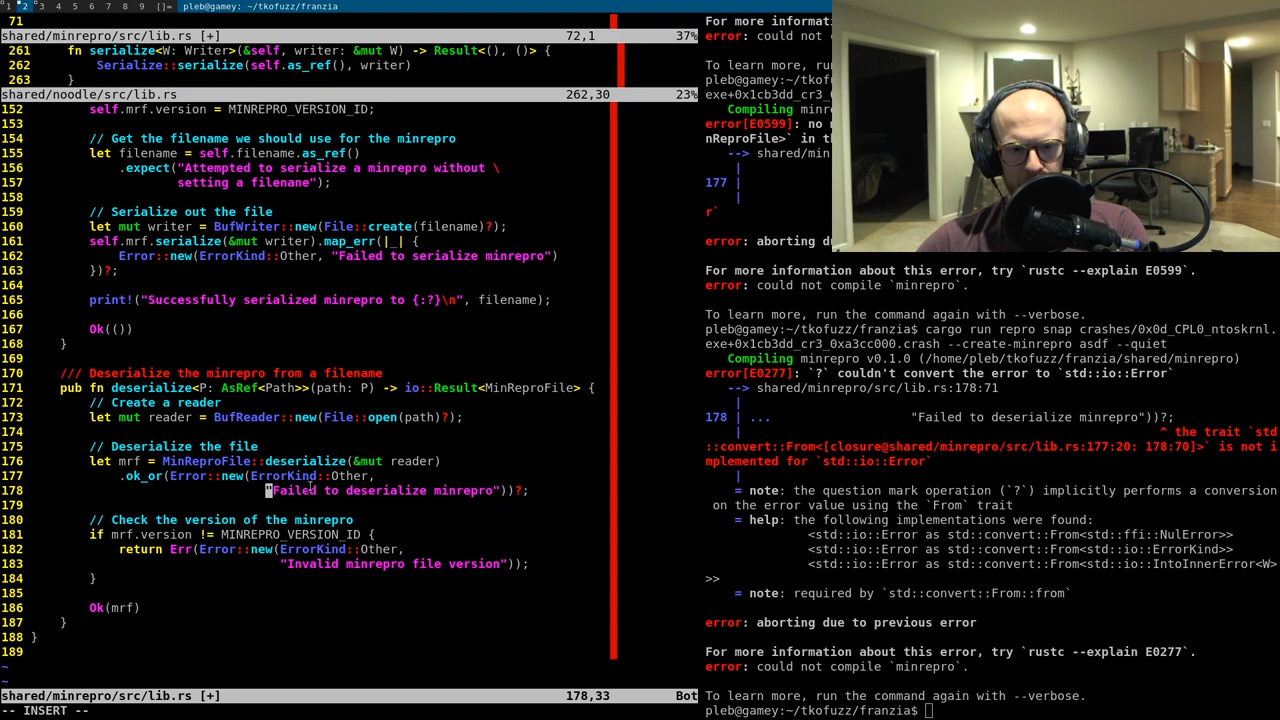 1 2 3 4 5 6 7 8 9 []= pleb@gamey: ~/tkofuzz/franzia
71
shared/minrepro/src/lib.rs [+] 72,1 37%
261 fn serialize<W: Writer>(&self, writer: &mut W) -> Result<(), ()> {
262 Serialize::serialize(self.as_ref(), writer)
263 }
shared/noodle/src/lib.rs 262,30 23%
152 self.mrf.version = MINREPRO_VERSION_ID;
153
154 // Get the filename we should use for the minrepro
155 let filename = self.filename.as_ref()
156 .expect("Attempted to serialize a minrepro without \
157 setting a filename");
158
159 // Serialize out the file
160 let mut writer = BufWriter::new(File::create(filename)?);
161 self.mrf.serialize(&mut writer).map_err(|_| {
162 Error::new(ErrorKind::Other, "Failed to serialize minrepro")
163 })?;
164
165 print!("Successfully serialized minrepro to {:?}\n", filename);
166
167 Ok(())
168 }
169
170 /// Deserialize the minrepro from a filename
171 pub fn deserialize<P: AsRef<Path>>(path: P) -> io::Result<MinReproFile> {
172 // Create a reader
173 let mut reader = BufReader::new(File::open(path)?);
174
175 // Deserialize the file
176 let mrf = MinReproFile::deserialize(&mut reader)
177 .ok_or(Error::new(ErrorKind::Other,
178 "Failed to deserialize minrepro"))?;
179
180 // Check the version of the minrepro
181 if mrf.version != MINREPRO_VERSION_ID {
182 return Err(Error::new(ErrorKind::Other,
183 "Invalid minrepro file version"));
184 }
185
186 Ok(mrf)
187 }
188 }
189
~
~
shared/minrepro/src/lib.rs [+] 178,33 Bot
-- INSERT --
For more informati
error: could not
To learn more, run
pleb@gamey:~/tkofu
exe+0x1cb3dd_cr3_0
Compiling minr
error[E0599]: no m
nReproFile>` in th
--> shared/min
|
177 |
|
r`
error: aborting du
For more information about this error, try `rustc --explain E0599`.
error: could not compile `minrepro`.
To learn more, run the command again with --verbose.
pleb@gamey:~/tkofuzz/franzia$ cargo run repro snap crashes/0x0d_CPL0_ntoskrnl.
exe+0x1cb3dd_cr3_0xa3cc000.crash --create-minrepro asdf --quiet
Compiling minrepro v0.1.0 (/home/pleb/tkofuzz/franzia/shared/minrepro)
error[E0277]: `?` couldn't convert the error to `std::io::Error`
--> shared/minrepro/src/lib.rs:178:71
|
178 | ... "Failed to deserialize minrepro"))?;
| ^ the trait `std
::convert::From<[closure@shared/minrepro/src/lib.rs:177:20: 178:70]>` is not i
mplemented for `std::io::Error`
|
= note: the question mark operation (`?`) implicitly performs a conversion
on the error value using the `From` trait
= help: the following implementations were found:
<std::io::Error as std::convert::From<std::ffi::NulError>>
<std::io::Error as std::convert::From<std::io::ErrorKind>>
<std::io::Error as std::convert::From<std::io::IntoInnerError<W>
>>
= note: required by `std::convert::From::from`
error: aborting due to previous error
For more information about this error, try `rustc --explain E0277`.
error: could not compile `minrepro`.
To learn more, run the command again with --verbose.
pleb@gamey:~/tkofuzz/franzia$